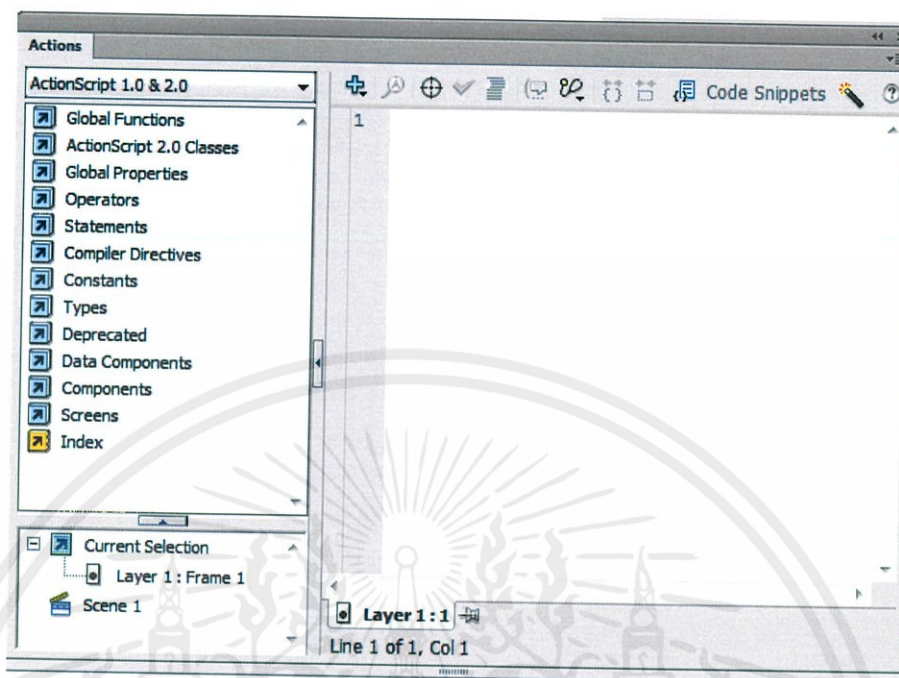 Actions
ActionScript 1.0 & 2.0
Global Functions
ActionScript 2.0 Classes
Global Properties
Operators
Statements
Compiler Directives
Constants
Types
Deprecated
Data Components
Components
Screens
Index
Current Selection
Layer 1 : Frame 1
Scene 1
Code Snippets
1
Layer 1 : 1
Line 1 of 1, Col 1